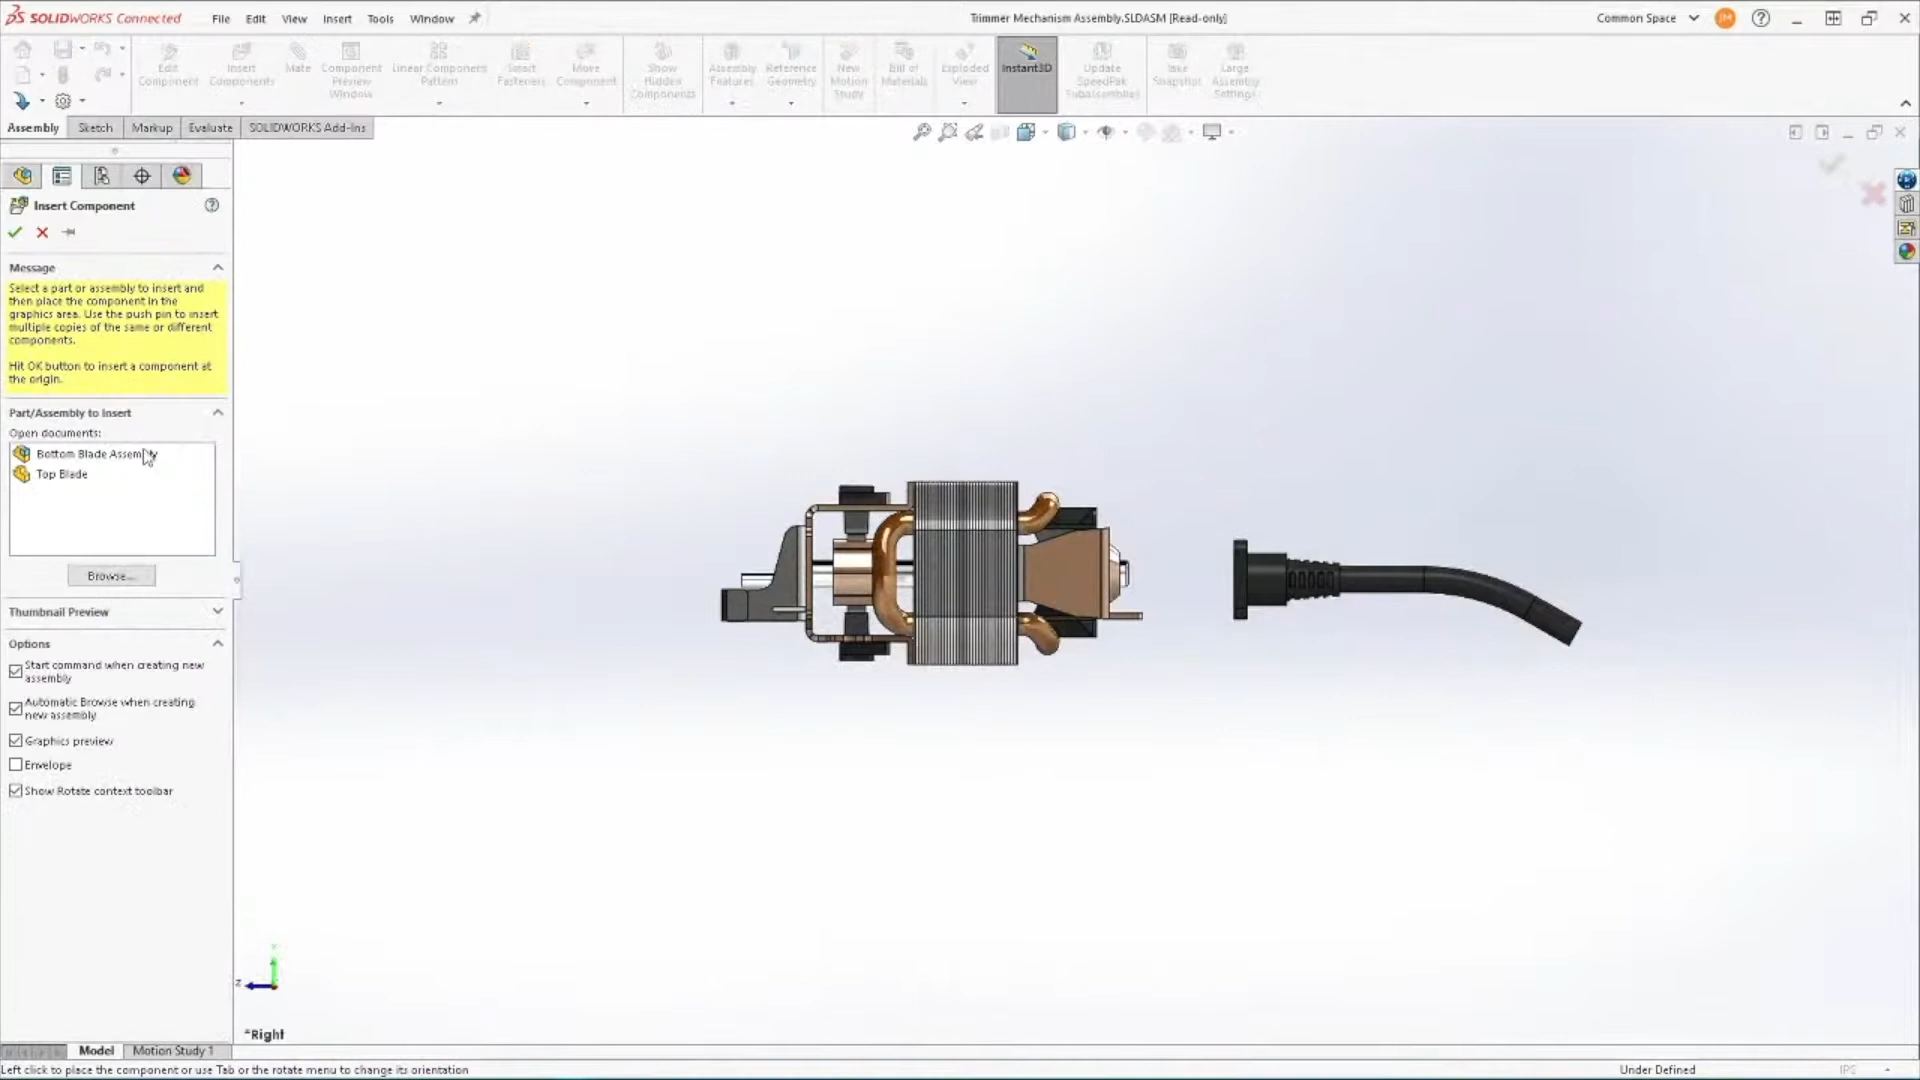 SOLIDWORKS Connected
File Edit View Insert Tools Window
Trimmer Mechanism Assembly.SLDASM [Read-only]
Common Space
JM
Edit Component
Insert Components
Mate
Component Preview Window
Linear Component Pattern
Smart Fasteners
Move Component
Show Hidden Components
Assembly Features
Reference Geometry
New Motion Study
Bill of Materials
Exploded View
Instant3D
Update SpeedPak Subassemblies
Take Snapshot
Large Assembly Settings
Assembly Sketch Markup Evaluate SOLIDWORKS Add-Ins
Insert Component
Message
Select a part or assembly to insert and
then place the component in the
graphics area. Use the push pin to insert
multiple copies of the same or different
components.
Hit OK button to insert a component at
the origin.
Part/Assembly to Insert
Open documents:
Bottom Blade Assembly
Top Blade
Browse...
Thumbnail Preview
Options
Start command when creating new
assembly
Automatic Browse when creating
new assembly
Graphics preview
Envelope
Show Rotate context toolbar
Y
Z
*Right
Model Motion Study 1
Left click to place the component or use Tab or the rotate menu to change its orientation
Under Defined
IPS